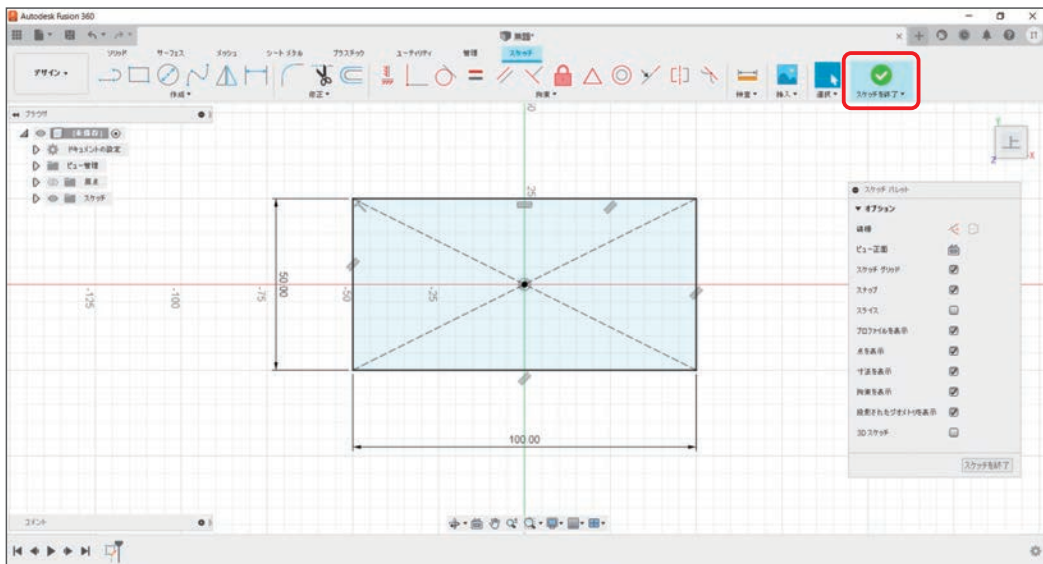 Autodesk Fusion 360
無題*
ソリッド サーフェス メッシュ シート メタル プラスチック ユーティリティ 管理 スケッチ
デザイン
作成 修正 拘束 検査 挿入 選択 スケッチを終了
ブラウザ
(未保存)
ドキュメントの設定
ビュー管理
原点
スケッチ
上
Z X
50
25
-125 -100 -75 -50 -25
50.00
100.00
スケッチ パレット
オプション
線種
ビュー正面
スケッチ グリッド
スナップ
スライス
プロファイルを表示
点を表示
寸法を表示
拘束を表示
投影されたジオメトリを表示
3D スケッチ
スケッチを終了
コメント